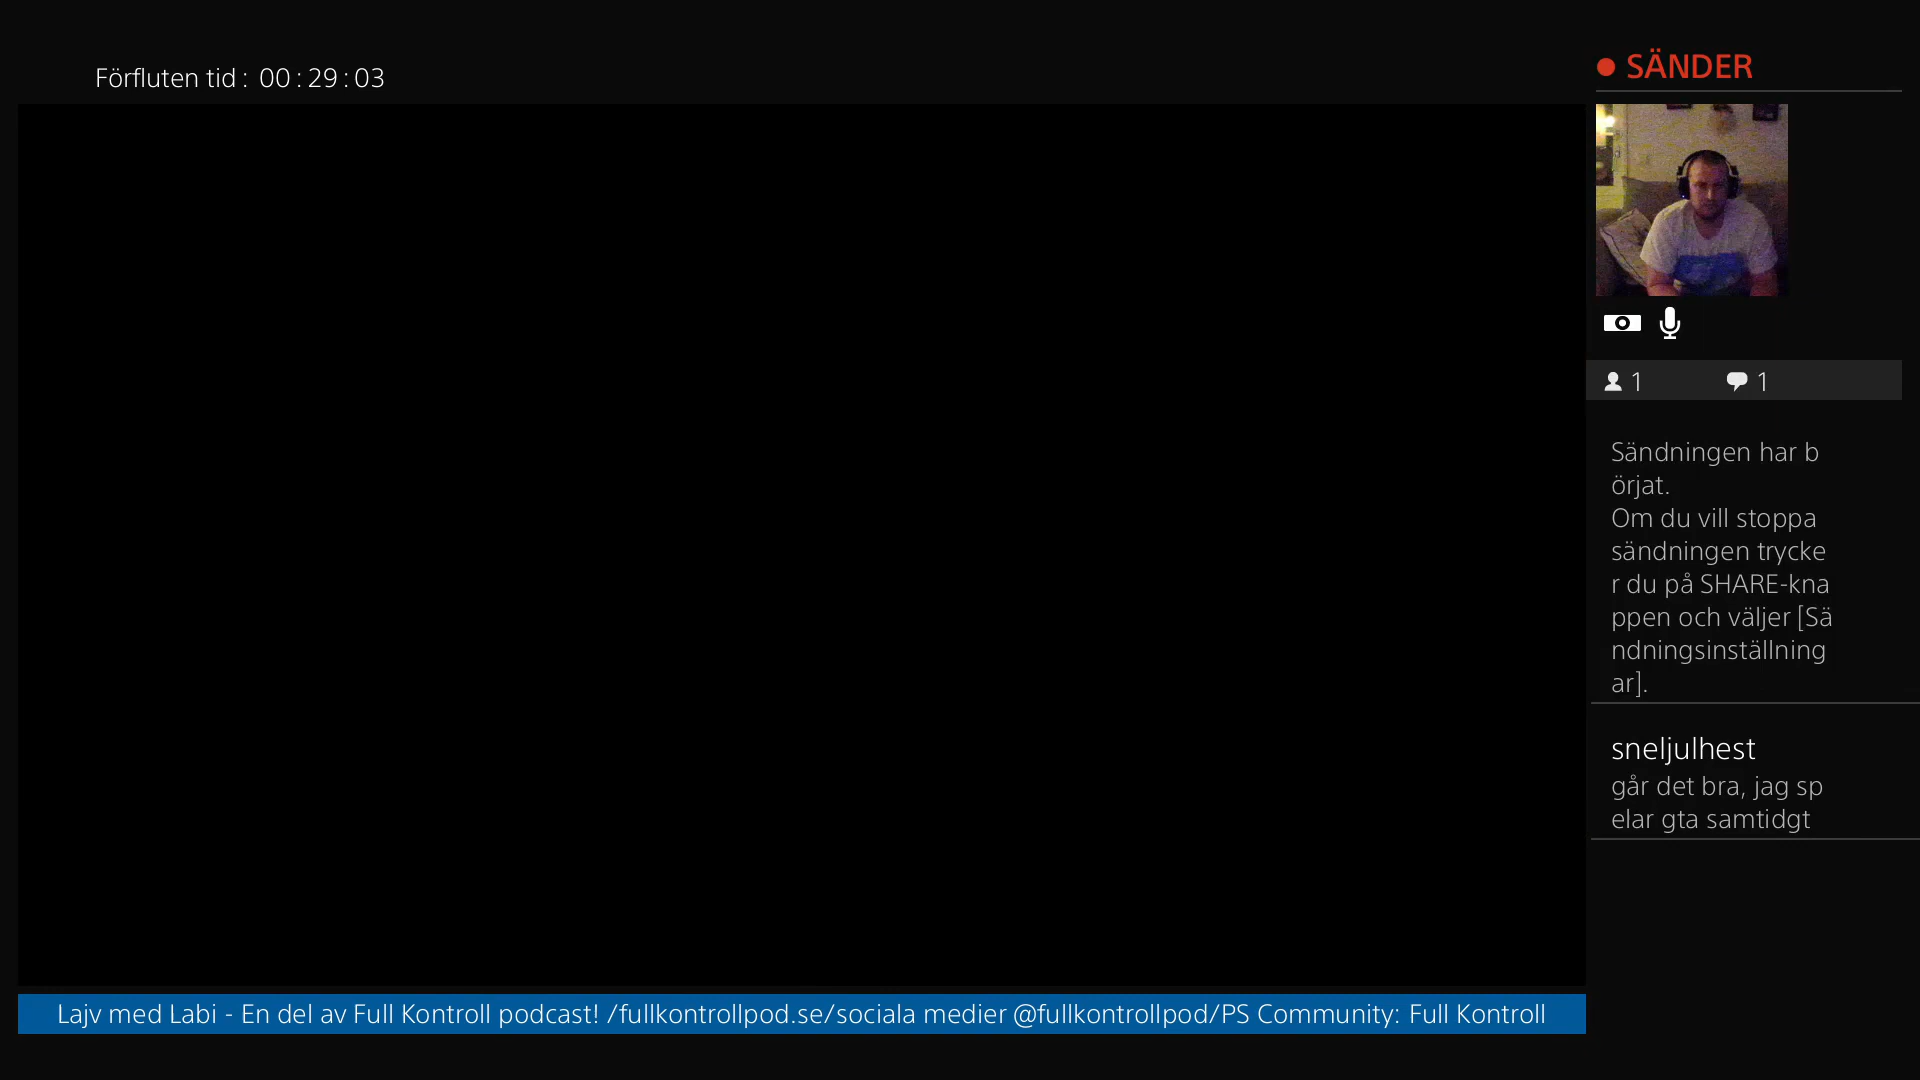 Förfluten tid : 00 : 29 : 03
SÄNDER
1 1
Sändningen har b
örjat.
Om du vill stoppa
sändningen trycke
r du på SHARE-kna
ppen och väljer [Sä
ndningsinställning
ar].
sneljulhest
går det bra, jag sp
elar gta samtidgt
Lajv med Labi - En del av Full Kontroll podcast! /fullkontrollpod.se/sociala medier @fullkontrollpod/PS Community: Full Kontroll